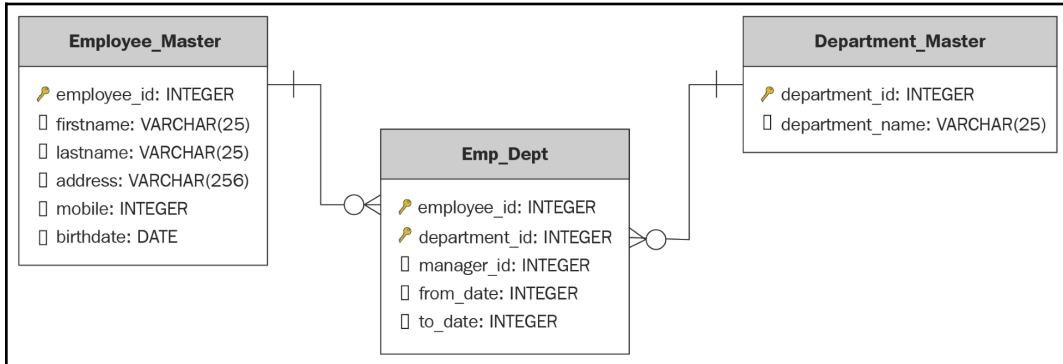 Employee_Master
employee_id: INTEGER
firstname: VARCHAR(25)
lastname: VARCHAR(25)
address: VARCHAR(256)
mobile: INTEGER
birthdate: DATE
Emp_Dept
employee_id: INTEGER
department_id: INTEGER
manager_id: INTEGER
from_date: INTEGER
to_date: INTEGER
Department_Master
department_id: INTEGER
department_name: VARCHAR(25)